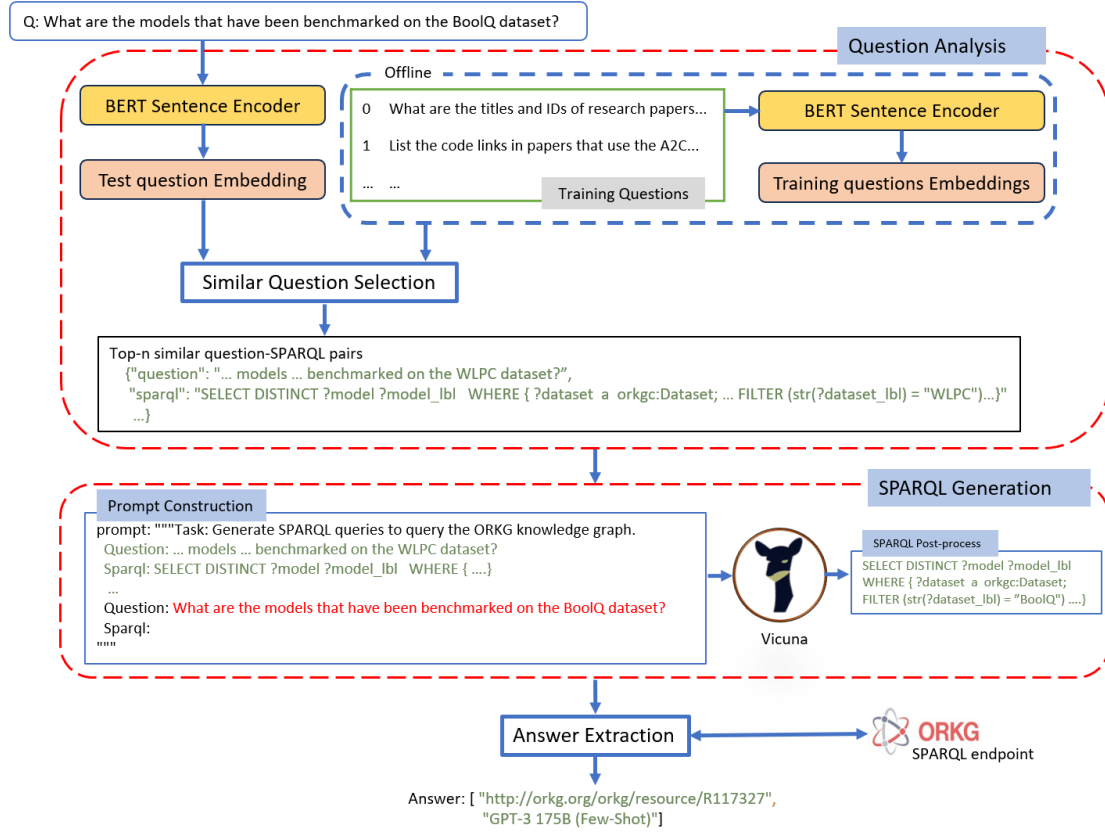 Q: What are the models that have been benchmarked on the BoolQ dataset?
Question Analysis
Offline
BERT Sentence Encoder
Test question Embedding
0 What are the titles and IDs of research papers...
1 List the code links in papers that use the A2C...
... ...
Training Questions
BERT Sentence Encoder
Training questions Embeddings
Similar Question Selection
Top-n similar question-SPARQL pairs
{"question": "... models ... benchmarked on the WLPC dataset?",
"sparql": "SELECT DISTINCT ?model ?model_lbl WHERE { ?dataset a orkgc:Dataset; ... FILTER (str(?dataset_lbl) = "WLPC")...}"
...}
SPARQL Generation
Prompt Construction
prompt: """Task: Generate SPARQL queries to query the ORKG knowledge graph.
Question: ... models ... benchmarked on the WLPC dataset?
Sparql: SELECT DISTINCT ?model ?model_lbl WHERE { ....}
...
Question: What are the models that have been benchmarked on the BoolQ dataset?
Sparql:
"""
Vicuna
SPARQL Post-process
SELECT DISTINCT ?model ?model_lbl
WHERE { ?dataset a orkgc:Dataset;
FILTER (str(?dataset_lbl) = "BoolQ") ....}
Answer Extraction
ORKG
SPARQL endpoint
Answer: [ "http://orkg.org/orkg/resource/R117327",
"GPT-3 175B (Few-Shot)"]